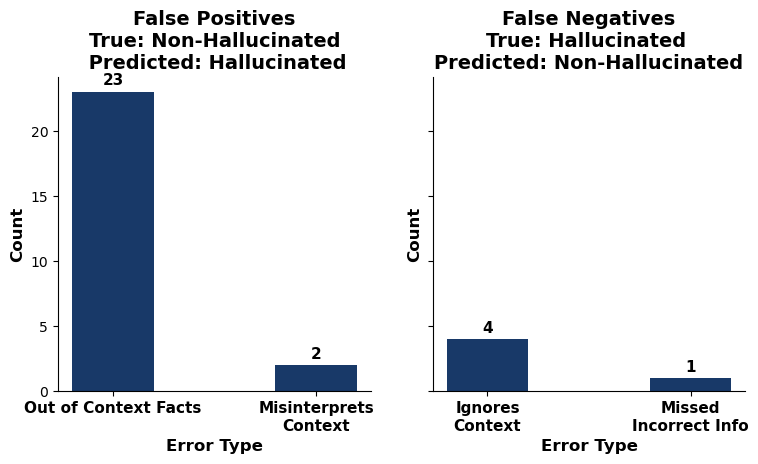 False Positives
True: Non-Hallucinated
Predicted: Hallucinated
23
20
15
10
5
0
Count
2
Out of Context Facts
Misinterprets
Context
Error Type
False Negatives
True: Hallucinated
Predicted: Non-Hallucinated
Count
4
1
Ignores
Context
Missed
Incorrect Info
Error Type